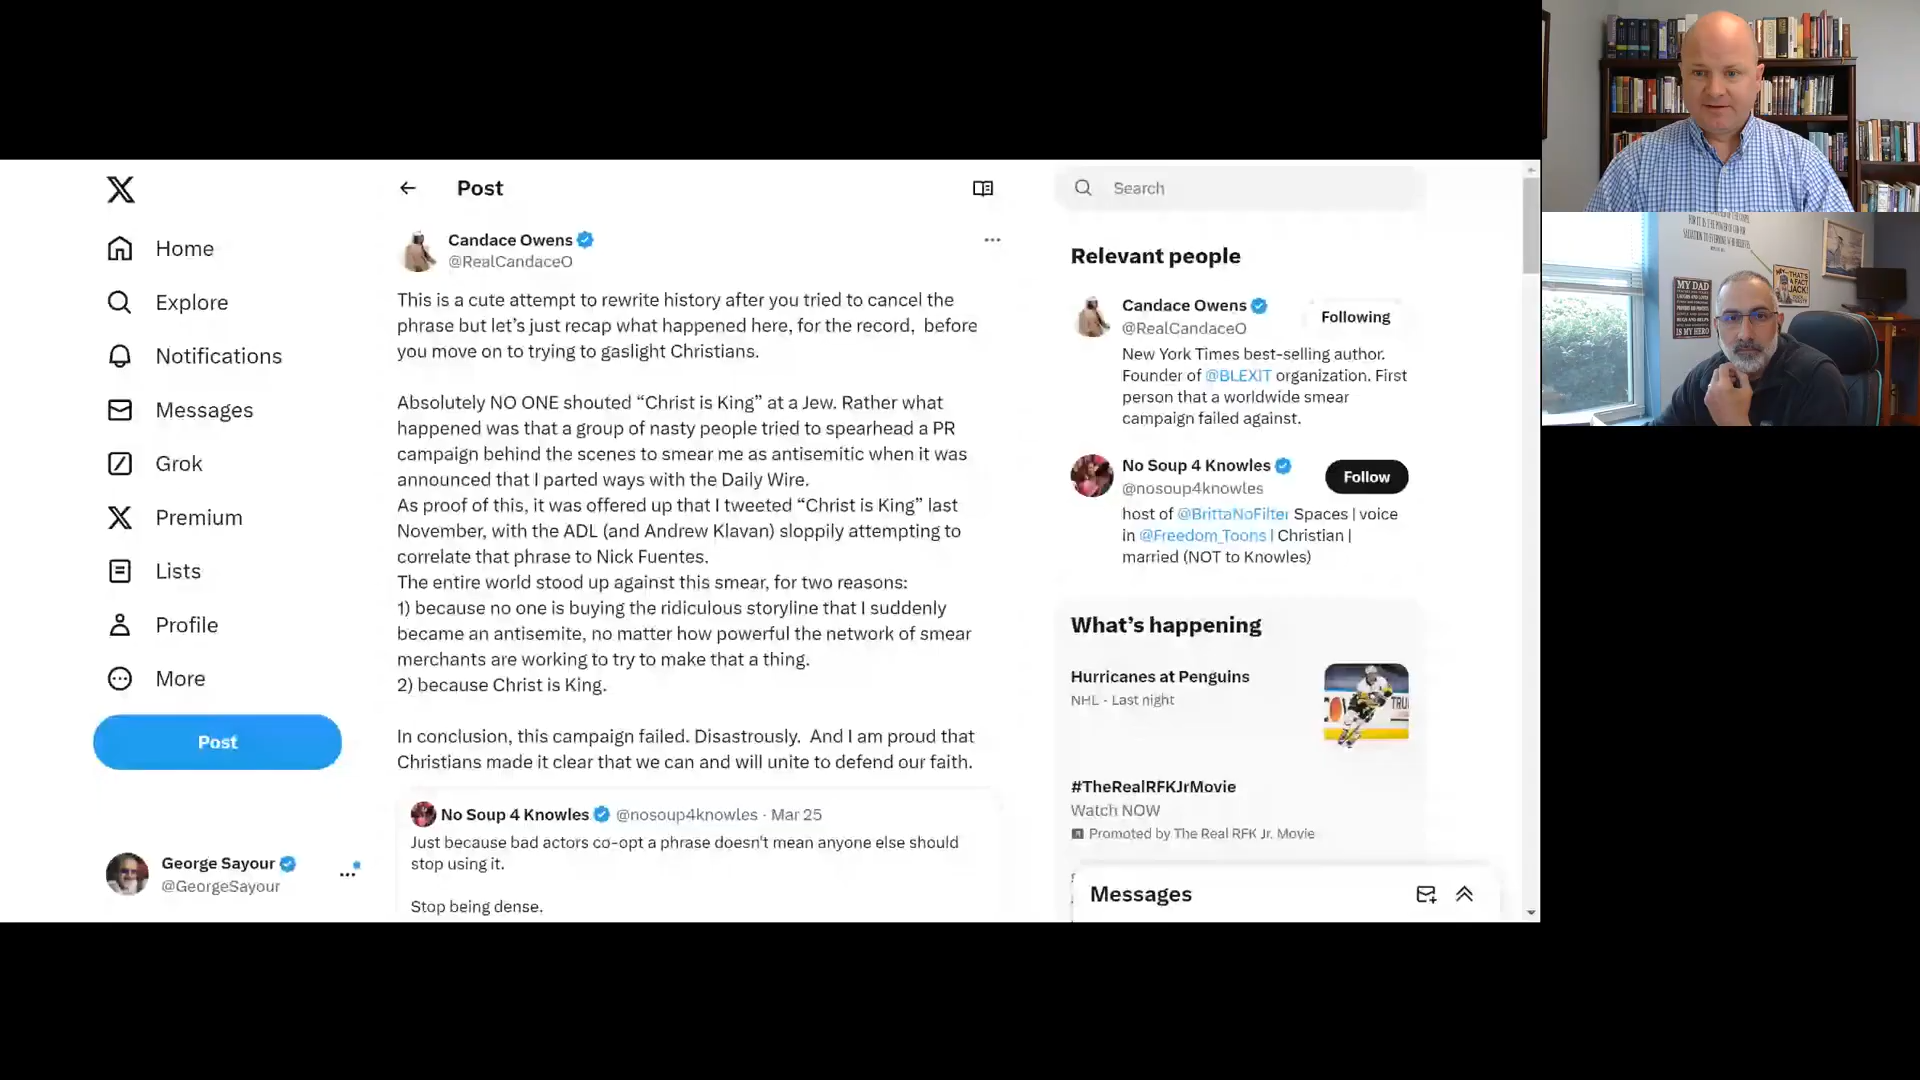 Home
Explore
Notifications
Messages
Grok
Premium
Lists
Profile
More
Post
George Sayour
@GeorgeSayour
Post
Candace Owens
@RealCandaceO
This is a cute attempt to rewrite history after you tried to cancel the
phrase but let’s just recap what happened here, for the record, before
you move on to trying to gaslight Christians.
Absolutely NO ONE shouted “Christ is King” at a Jew. Rather what
happened was that a group of nasty people tried to spearhead a PR
campaign behind the scenes to smear me as antisemitic when it was
announced that I parted ways with the Daily Wire.
As proof of this, it was offered up that I tweeted “Christ is King” last
November, with the ADL (and Andrew Klavan) sloppily attempting to
correlate that phrase to Nick Fuentes.
The entire world stood up against this smear, for two reasons:
1) because no one is buying the ridiculous storyline that I suddenly
became an antisemite, no matter how powerful the network of smear
merchants are working to try to make that a thing.
2) because Christ is King.
In conclusion, this campaign failed. Disastrously. And I am proud that
Christians made it clear that we can and will unite to defend our faith.
No Soup 4 Knowles @nosoup4knowles · Mar 25
Just because bad actors co-opt a phrase doesn't mean anyone else should
stop using it.
Stop being dense.
Search
Relevant people
Candace Owens
@RealCandaceO
Following
New York Times best-selling author.
Founder of @BLEXIT organization. First
person that a worldwide smear
campaign failed against.
No Soup 4 Knowles
@nosoup4knowles
Follow
host of @BrittaNoFilter Spaces | voice
in @Freedom_Toons | Christian |
married (NOT to Knowles)
What’s happening
Hurricanes at Penguins
NHL · Last night
#TheRealRFKJrMovie
Watch NOW
Promoted by The Real RFK Jr. Movie
Messages
MY DAD
IS MY HERO
THAT'S
A FACT
JACK!